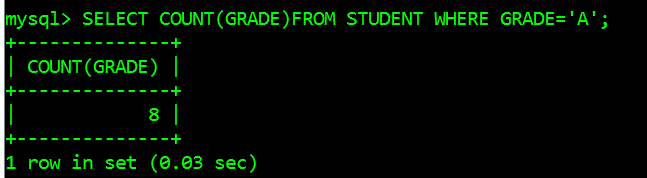 mysql> SELECT COUNT(GRADE)FROM STUDENT WHERE GRADE='A';
+--------------+
| COUNT(GRADE) |
+--------------+
|            8 |
+--------------+
1 row in set (0.03 sec)